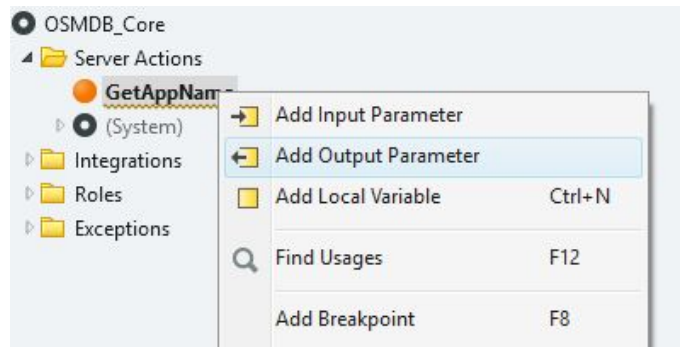 OSMDB_Core
Server Actions
GetAppName
(System)
Integrations
Roles
Exceptions
Add Input Parameter
Add Output Parameter
Add Local Variable Ctrl+N
Find Usages F12
Add Breakpoint F8